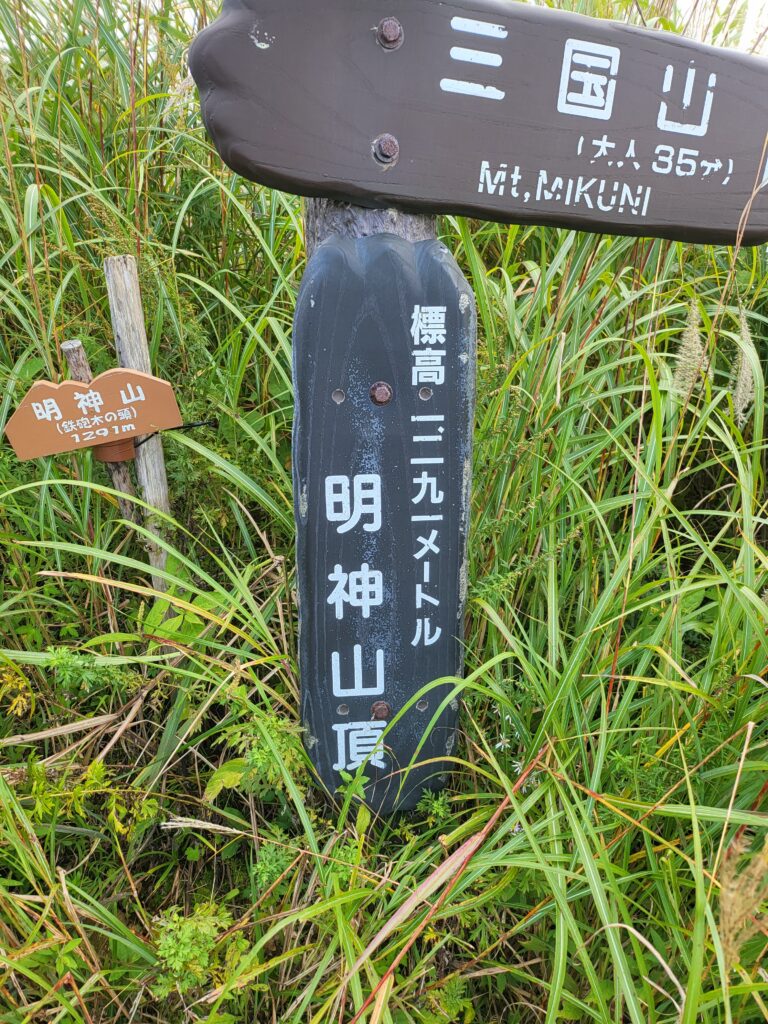 三国山
(大人35分)
Mt,MIKUNI
標高 一二九一メートル
明神山頂
明神山
(鉄砲木の頭)
1291m